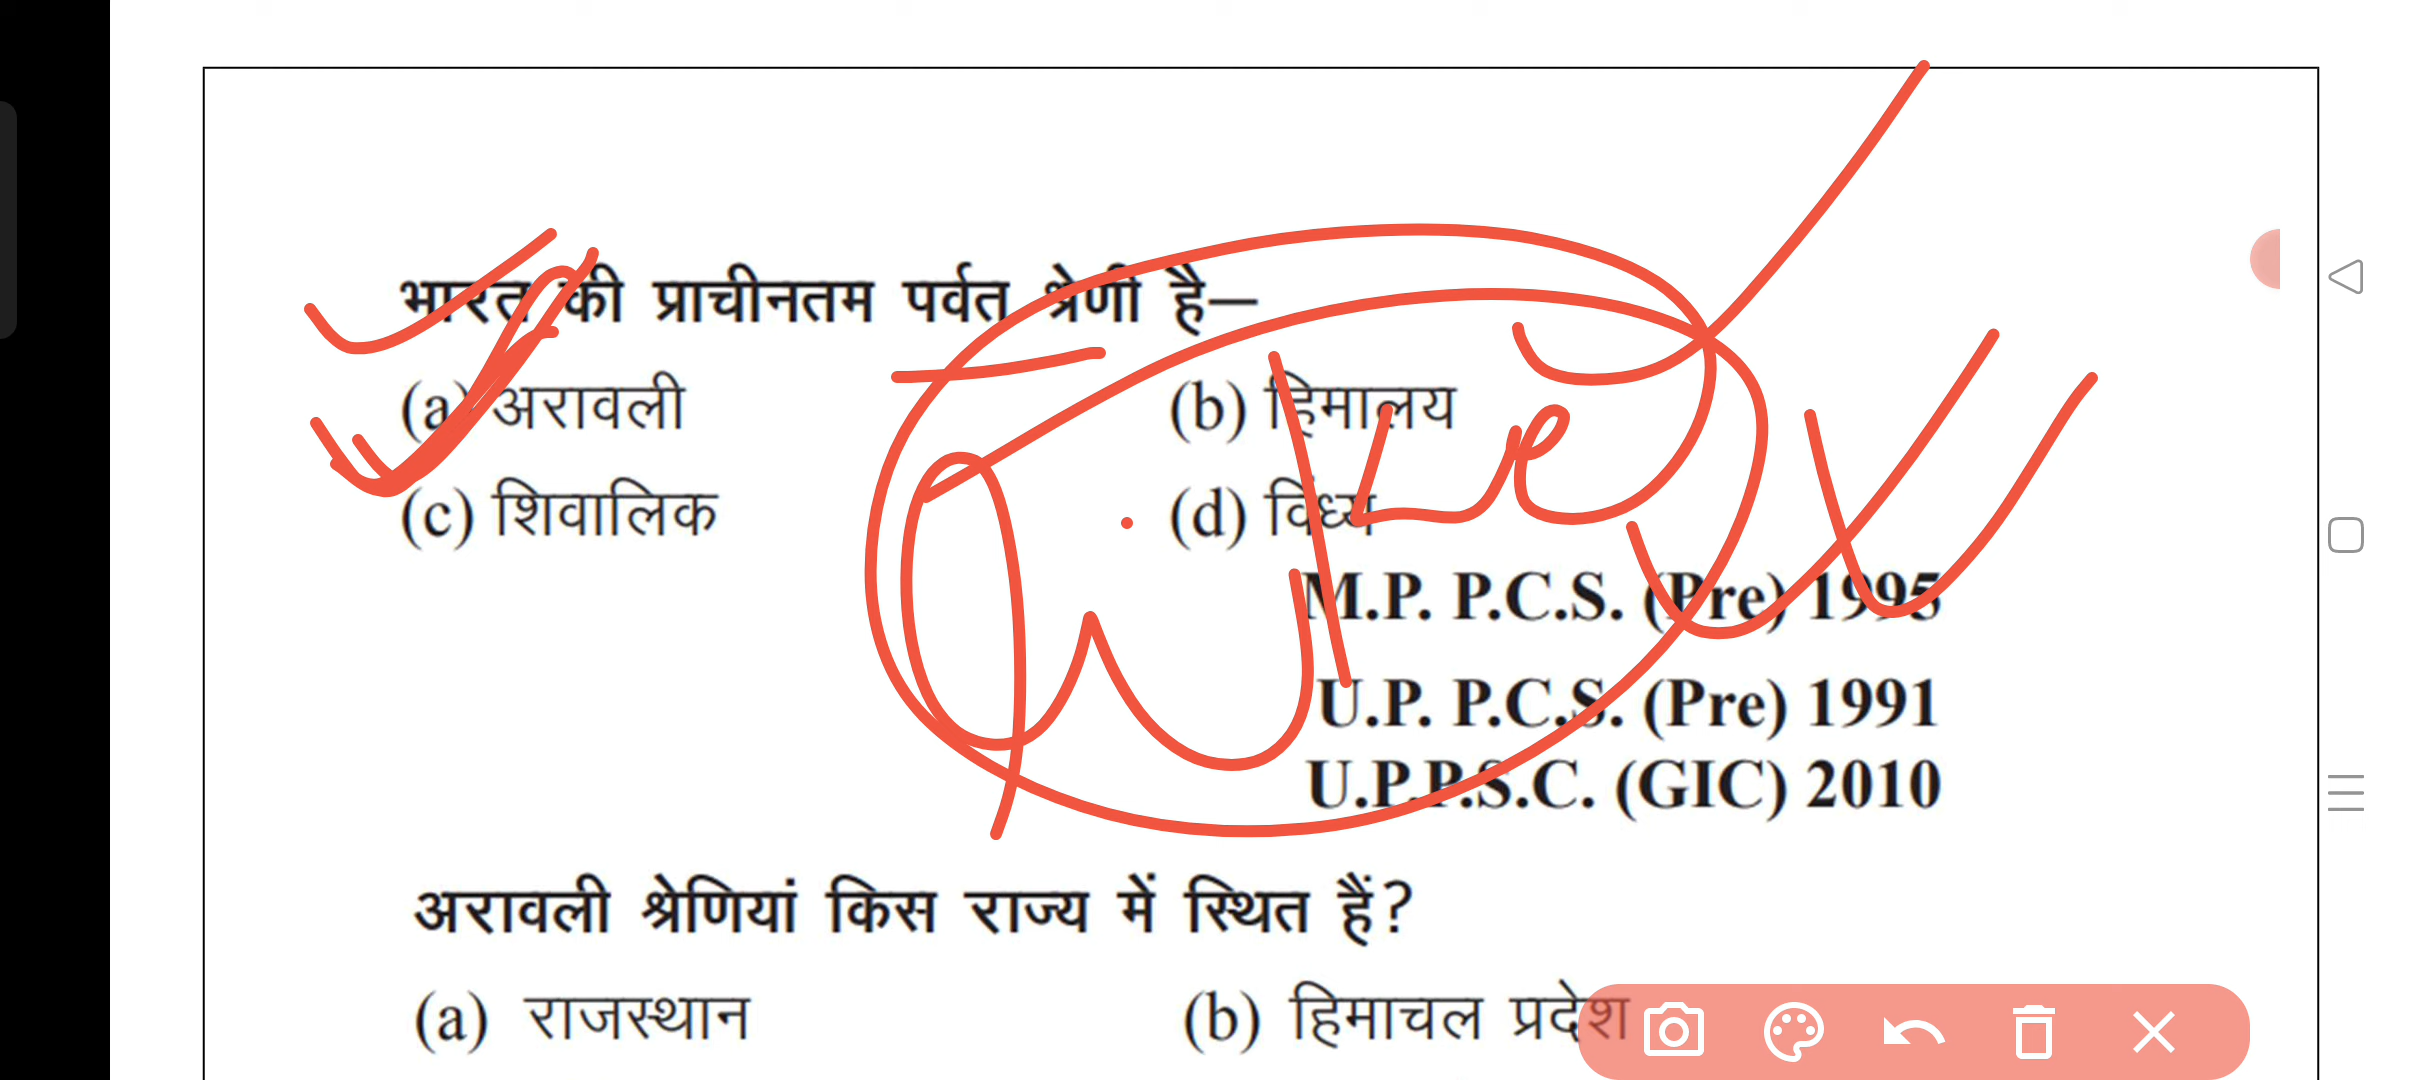 भारत की प्राचीनतम पर्वत श्रेणी है—
(a) अरावली (b) हिमालय
(c) शिवालिक (d) विंध्य
M.P. P.C.S. (Pre) 1995
U.P. P.C.S. (Pre) 1991
U.P.P.S.C. (GIC) 2010
अरावली श्रेणियां किस राज्य में स्थित हैं?
(a) राजस्थान (b) हिमाचल प्रदेश